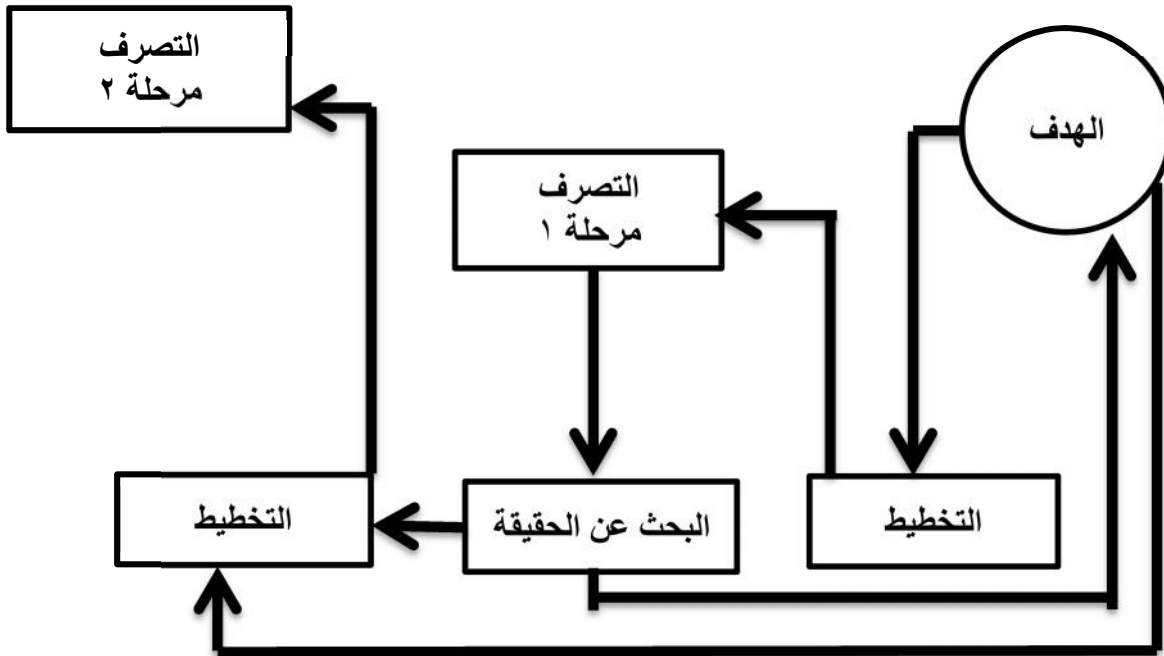 الهدف
التصرف
مرحلة ٢
التصرف
مرحلة ١
التخطيط
البحث عن الحقيقة
التخطيط